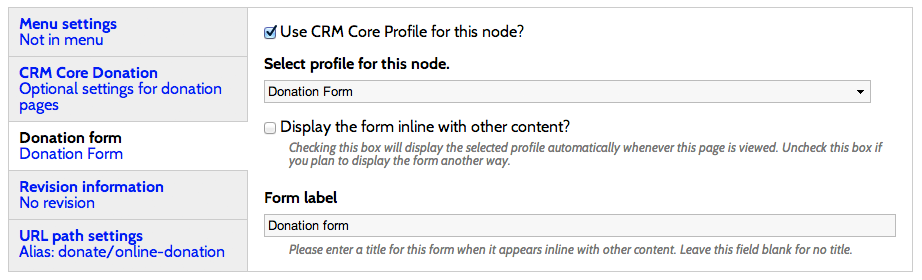 Menu settings
Not in menu
CRM Core Donation
Optional settings for donation
pages
Donation form
Donation Form
Revision information
No revision
URL path settings
Alias: donate/online-donation
Use CRM Core Profile for this node?
Select profile for this node.
Donation Form
Display the form inline with other content?
Checking this box will display the selected profile automatically whenever this page is viewed. Uncheck this box if
you plan to display the form another way.
Form label
Donation form
Please enter a title for this form when it appears inline with other content. Leave this field blank for no title.